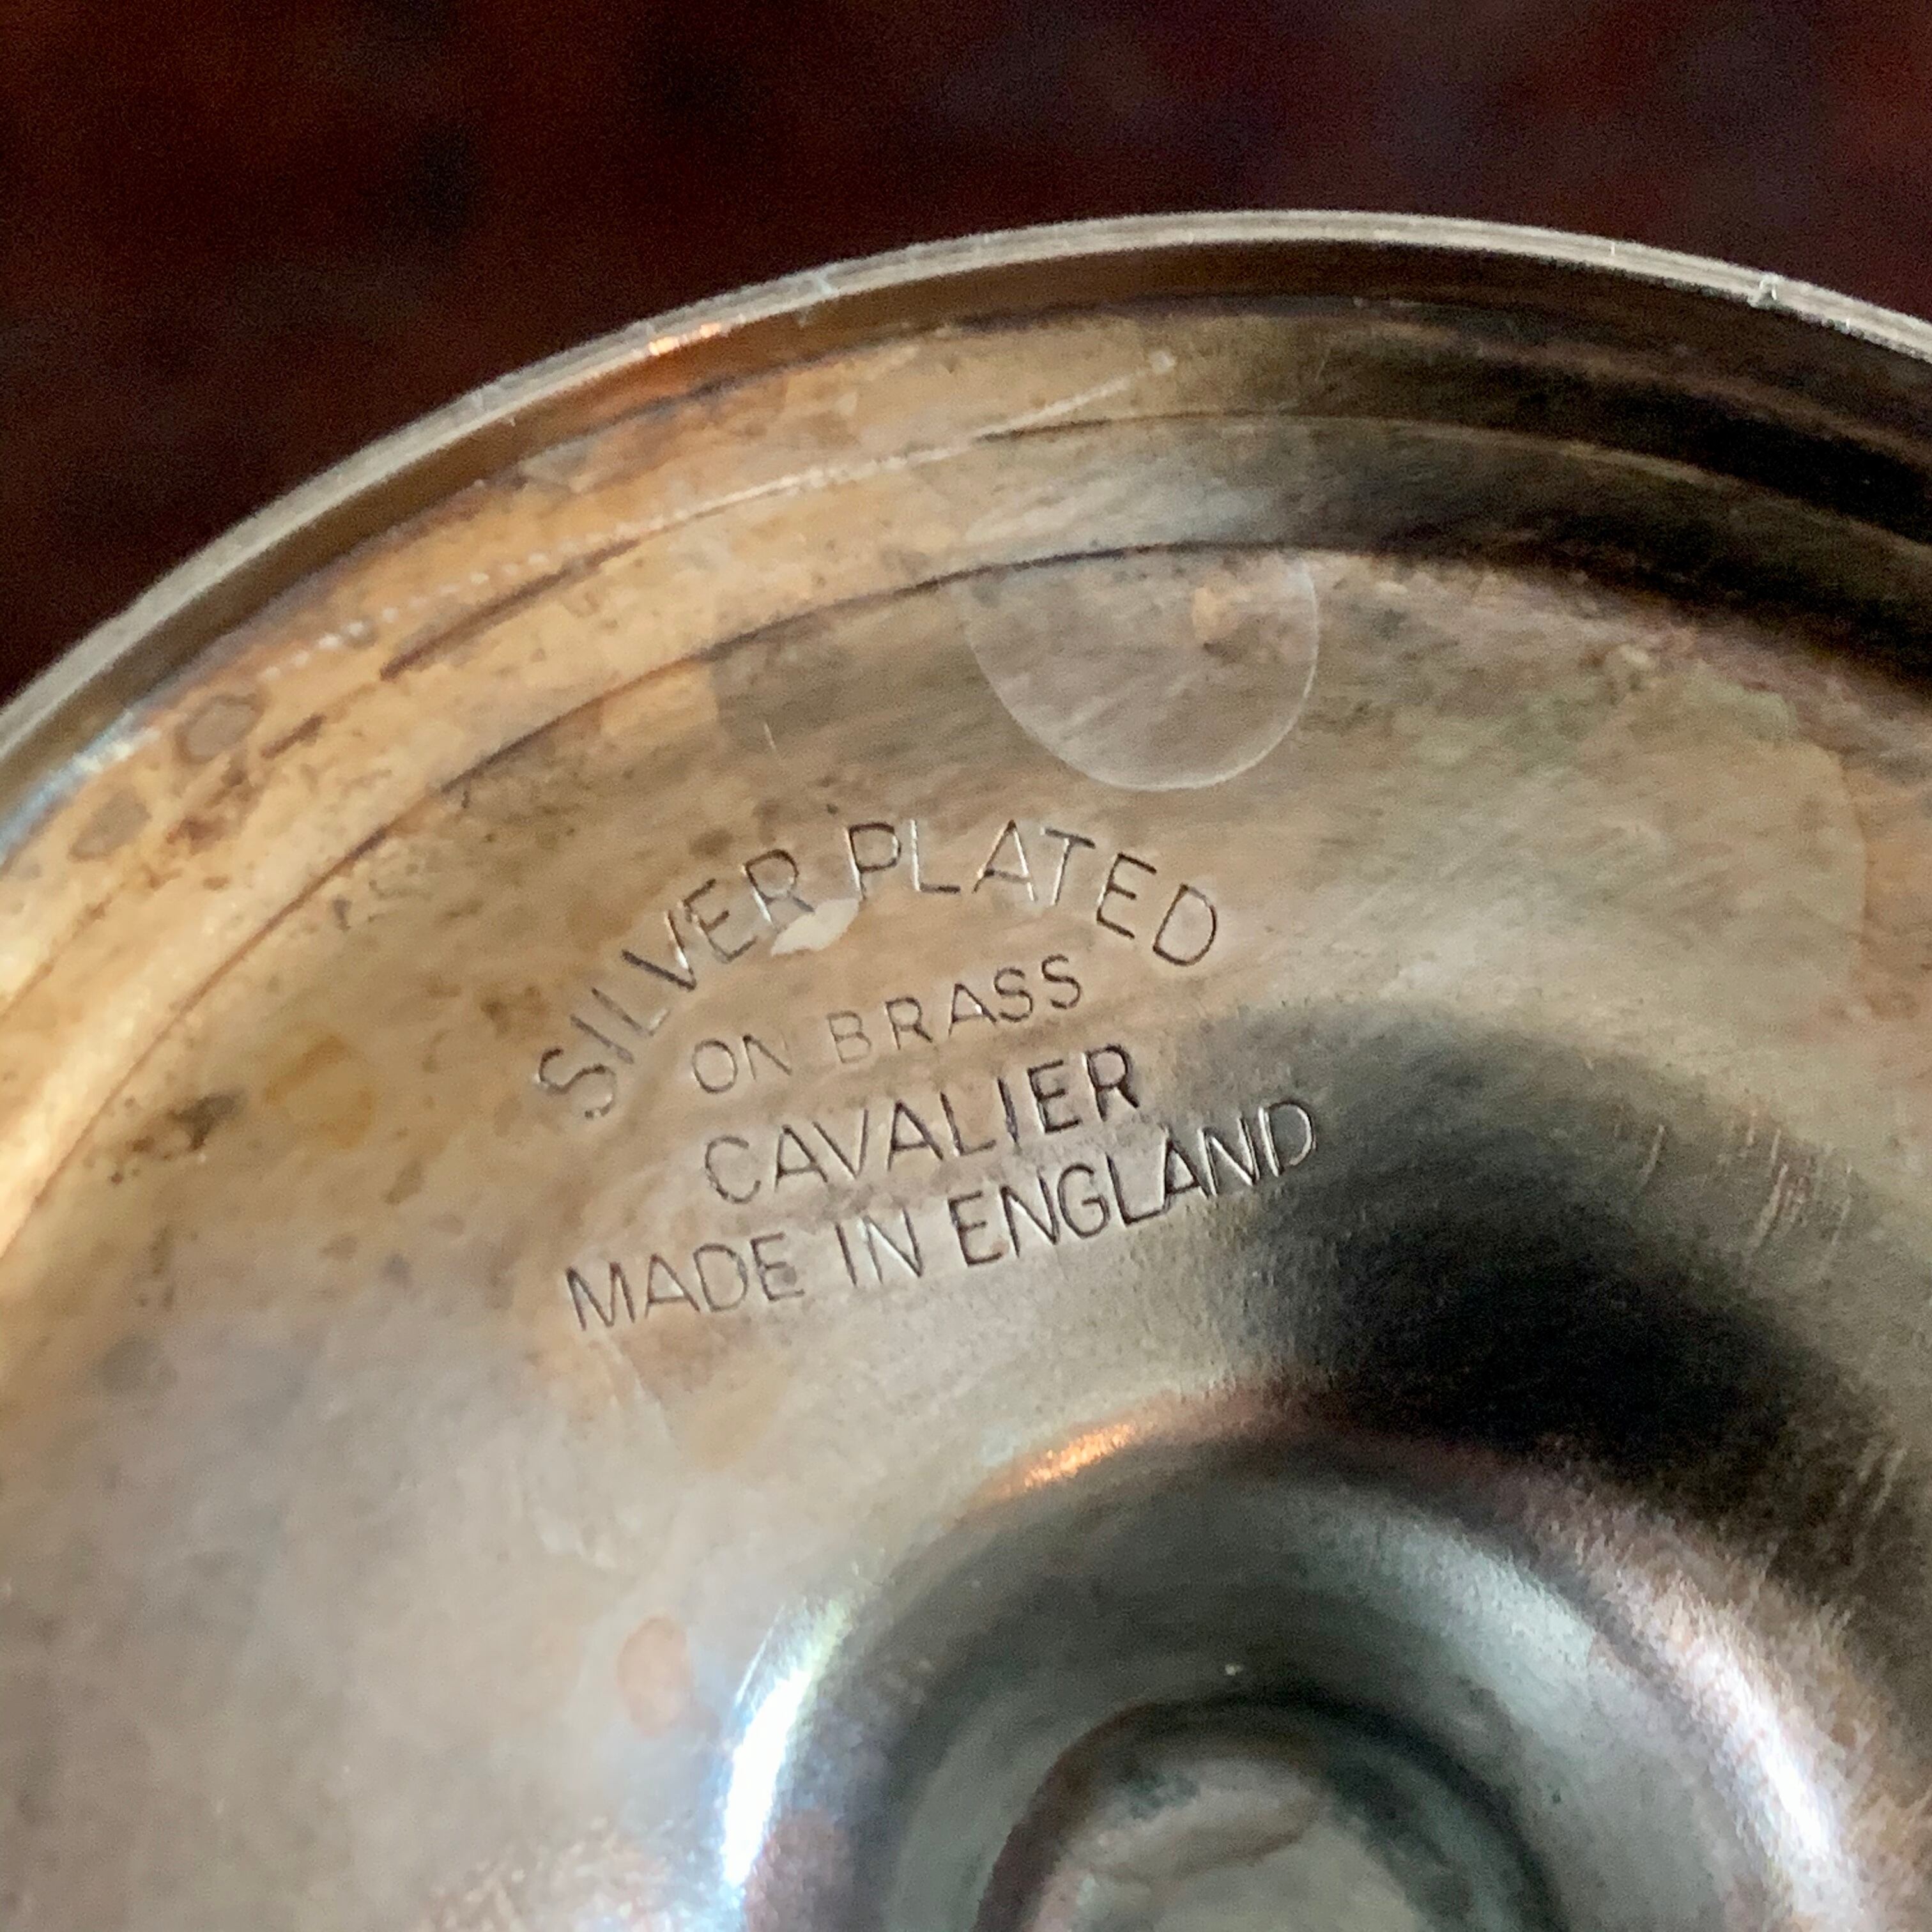 SILVER PLATED
ON BRASS
CAVALIER
MADE IN ENGLAND